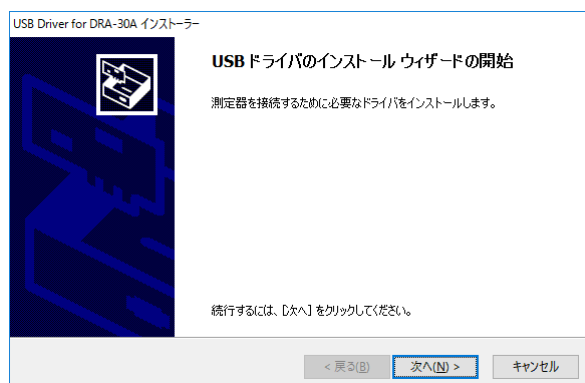 USB Driver for DRA-30A インストーラー
USB ドライバのインストール ウィザードの開始
測定器を接続するために必要なドライバをインストールします。
続行するには、[次へ] をクリックしてください。
< 戻る(B)
次へ(N) >
キャンセル